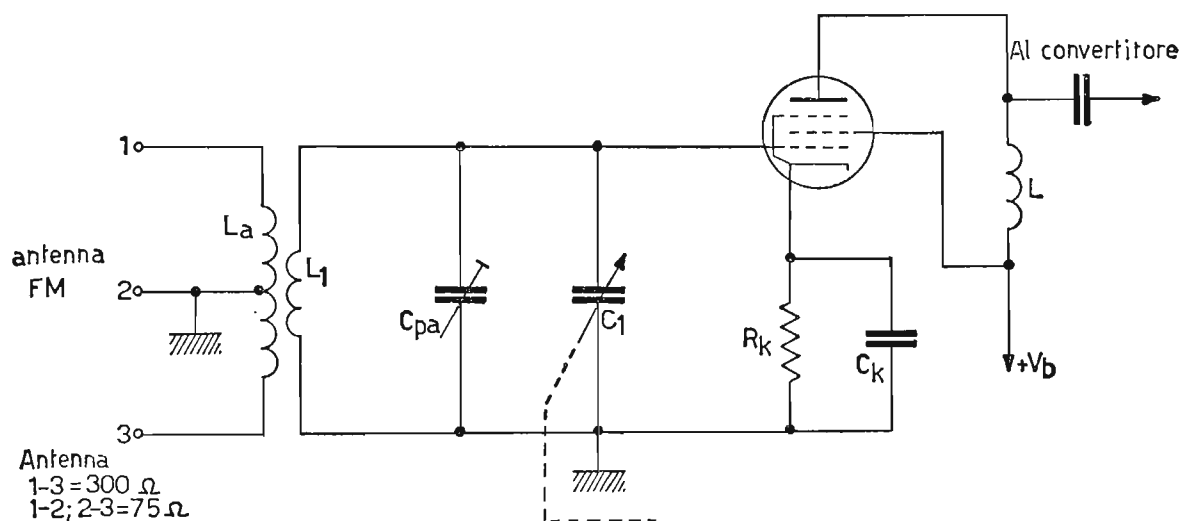 Al convertitore
1
La
L1
antenna
FM
2
Cpa
C1
Rk
Ck
L
+Vb
3
Antenna
1-3 = 300 Ω
1-2; 2-3 = 75 Ω